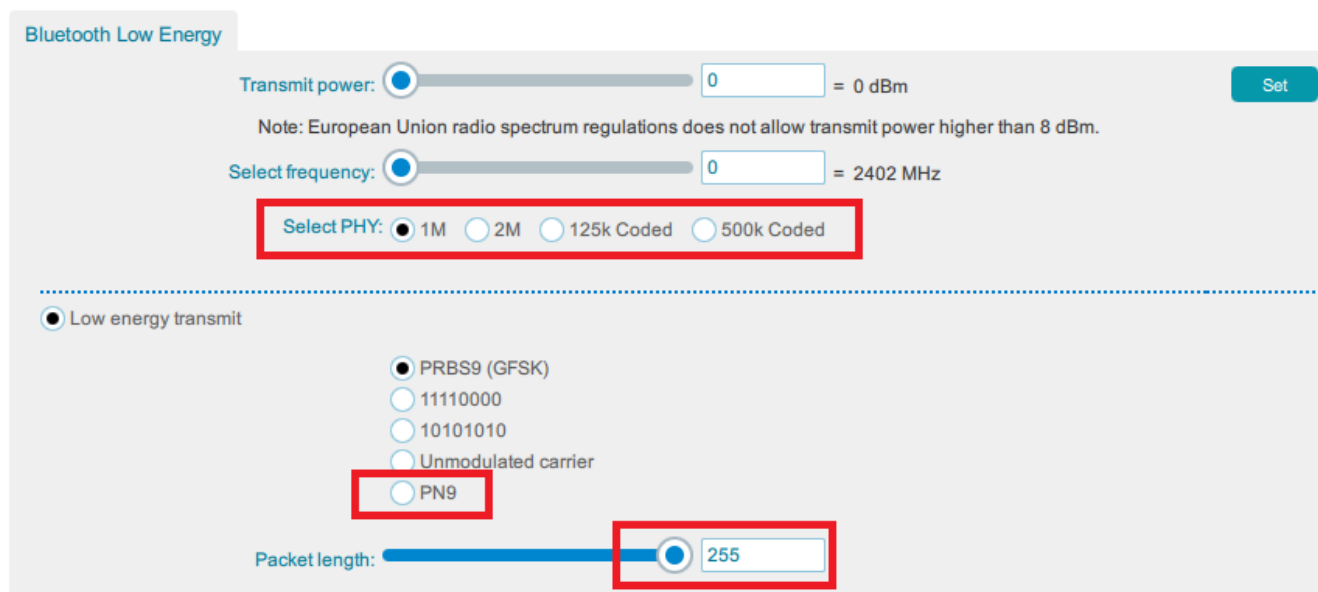 Bluetooth Low Energy
Transmit power: 0 = 0 dBm Set
Note: European Union radio spectrum regulations does not allow transmit power higher than 8 dBm.
Select frequency: 0 = 2402 MHz
Select PHY: 1M 2M 125k Coded 500k Coded
Low energy transmit
PRBS9 (GFSK)
11110000
10101010
Unmodulated carrier
PN9
Packet length: 255